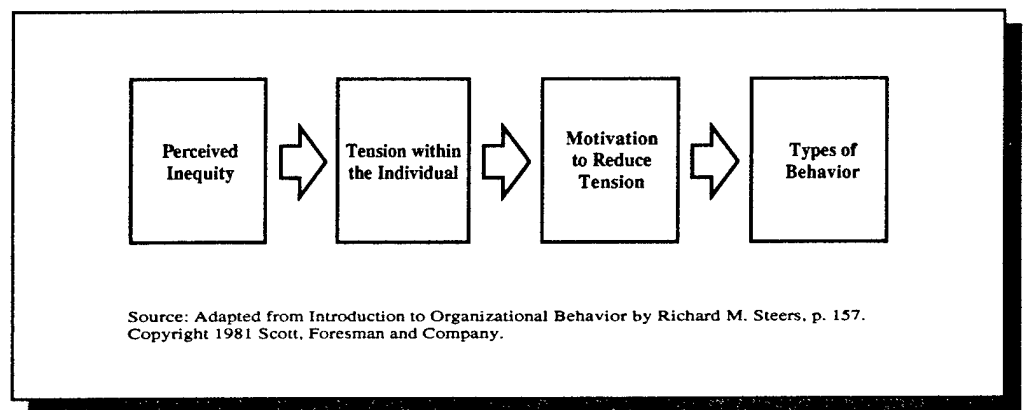 Perceived
Inequity
Tension within
the Individual
Motivation
to Reduce
Tension
Types of
Behavior
Source: Adapted from Introduction to Organizational Behavior by Richard M. Steers, p. 157.
Copyright 1981 Scott, Foresman and Company.